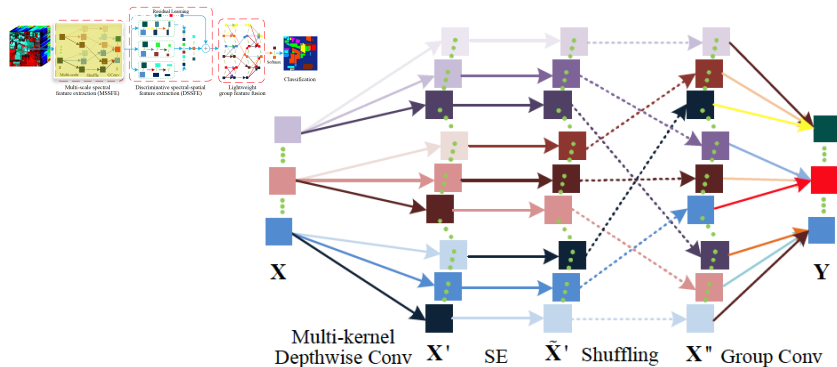 Residual Learning
Multi-scale spectral
feature extraction (MSSFE)
Discriminative spectral-spatial
feature extraction (DSSFE)
Lightweight
group feature fusion
Softmax
Classification
X
Y
Multi-kernel
Depthwise Conv
X' SE X̃' Shuffling X" Group Conv